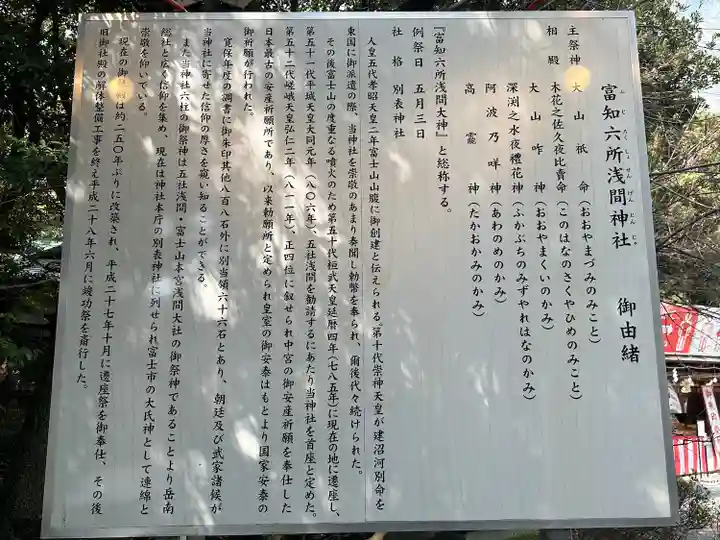 富知六所浅間神社　御由緒
ふじろくしょせんげんじんじゃ
主祭神　大山祇命（おおやまづみのみこと）
相殿　木花之佐久夜比賣命（このはなのさくやひめのみこと）
大山咋神（おおやまくいのかみ）
深渕之水夜禮花神（ふかぶちのみずやれはなのかみ）
阿波乃咩神（あわのめのかみ）
高龗神（たかおかみのかみ）
『富知六所浅間大神』と総称する。
例祭日　五月三日
社格　別表神社
人皇五代孝昭天皇二年富士山山腹に御創建と伝えられる。第十代崇神天皇が建沼河別命を
東国に御派遣の際、当神社を崇敬のあまり奏聞し勅幣を奉られ、爾後代々続けられた。
その後富士山の度重なる噴火のため第五十代桓武天皇延暦四年（七八五年）に現在の地に遷座し、
第五十一代平城天皇大同元年（八〇六年）、五社浅間を勧請するにあたり当神社を首座と定めた。
第五十二代嵯峨天皇弘仁二年（八一一年）、正四位に叙せられ中宮の御安産祈願を奉仕した
日本最古の安産祈願所であり、以来勅願所と定められ皇室の御安泰はもとより国家安泰の
御祈願が行われた。
寛保年度の調書に御朱印其他八百八石外に別当領六十六石とあり、朝廷及び武家諸候が
当神社に寄せた信仰の厚さを窺い知ることができる。
また当神社六柱の御祭神は五社浅間・富士山本宮浅間大社の御祭神であることより岳南
総社と広く信仰を集め、現在は神社本庁の別表神社に列せられ富士市の大氏神として連綿と
崇敬を仰いている。
現在の御殿は約二五〇年ぶりに改築され、平成二十七年十月に遷座祭を御奉仕、その後
旧御社殿の解体整備工事を終え平成二十八年六月に竣功祭を斎行した。